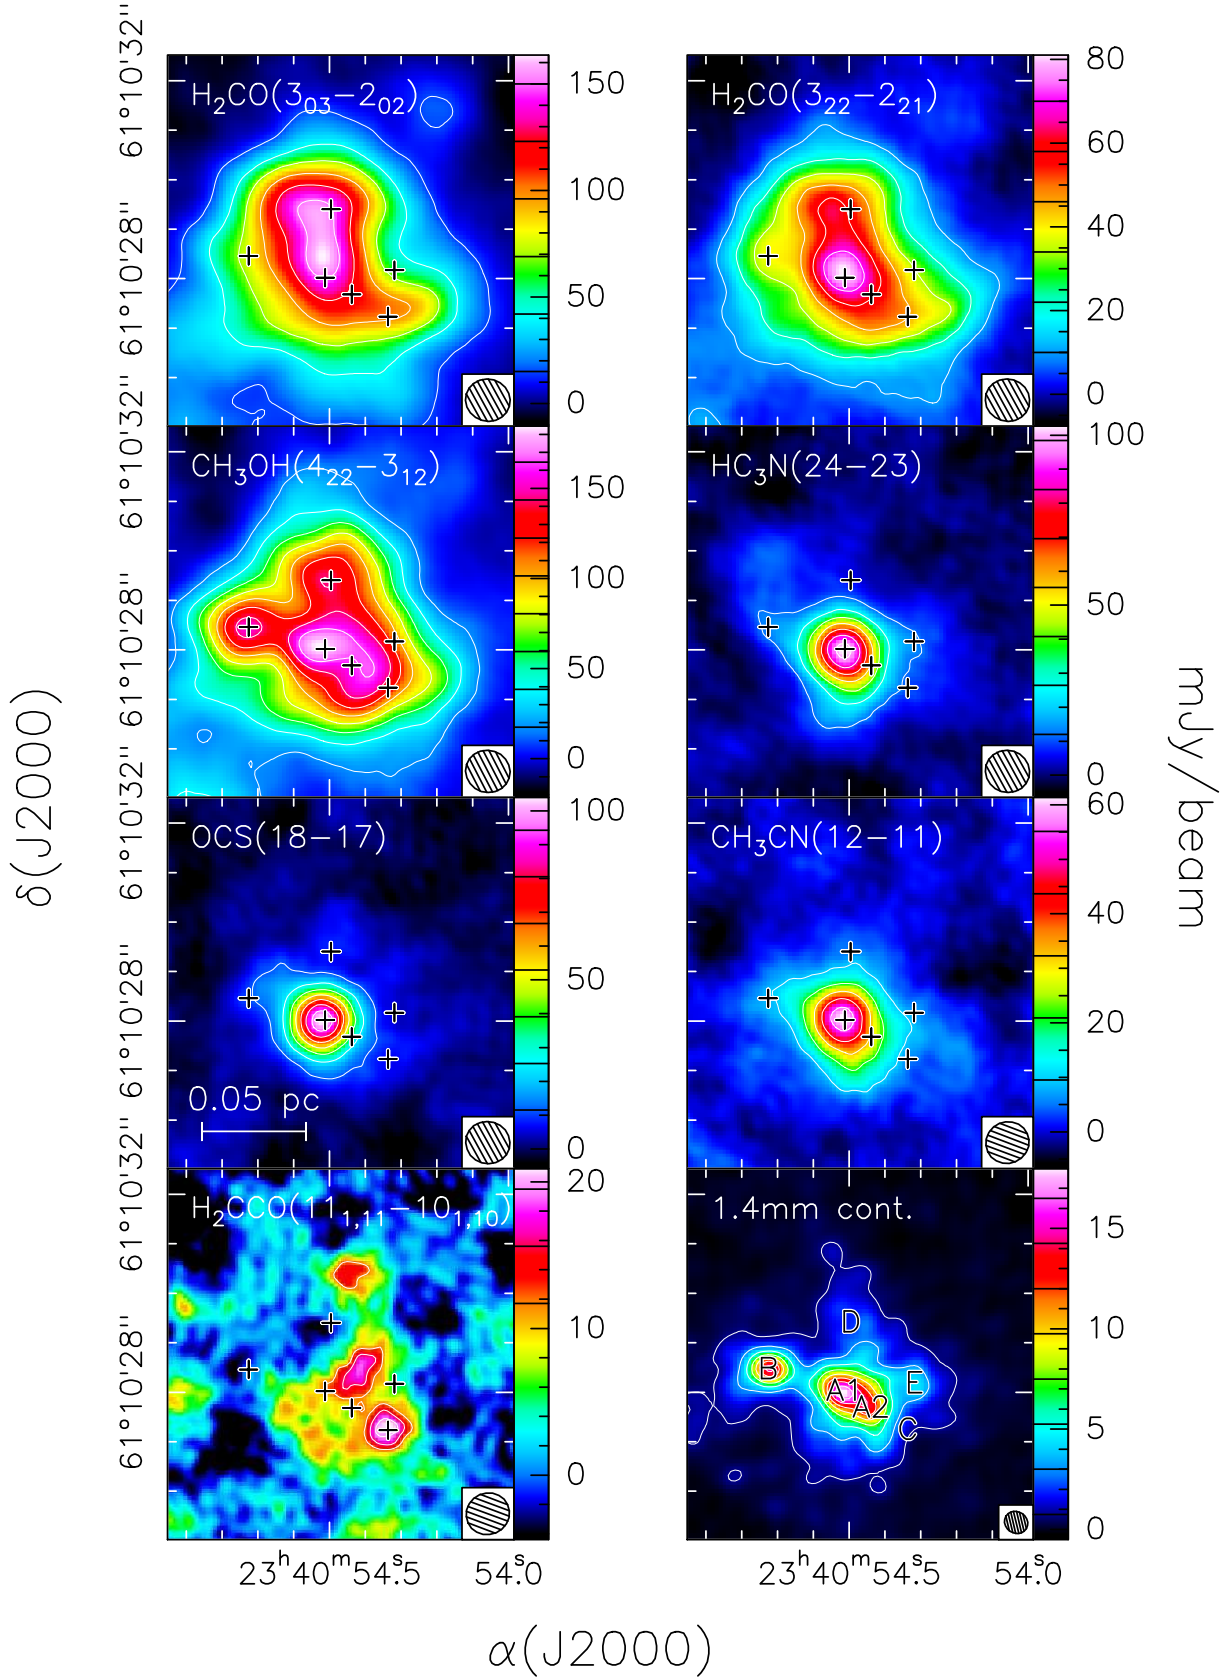 H₂CO(3₀₃−2₀₂)
61°10'32''
61°10'28''
150
100
50
0
H₂CO(3₂₂−2₂₁)
80
60
40
20
0
CH₃OH(4₂₂−3₁₂)
61°10'32''
61°10'28''
150
100
50
0
HC₃N(24−23)
100
50
0
OCS(18−17)
61°10'32''
61°10'28''
0.05 pc
100
50
0
CH₃CN(12−11)
60
40
20
0
H₂CCO(11₁,₁₁−10₁,₁₀)
61°10'32''
61°10'28''
20
10
0
1.4mm cont.
D
B
A1
E
A2
C
15
10
5
0
23ʰ40ᵐ54ˢ.5
54ˢ.0
23ʰ40ᵐ54ˢ.5
54ˢ.0
δ(J2000)
mJy/beam
α(J2000)
61°10'32''